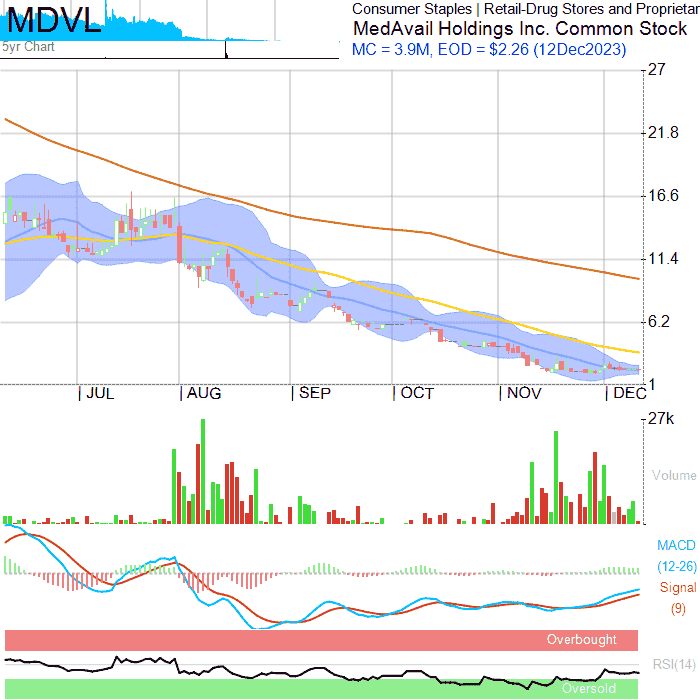 MDVL
Consumer Staples | Retail-Drug Stores and Proprietar
MedAvail Holdings Inc. Common Stock
5yr Chart
MC = 3.9M, EOD = $2.26 (12Dec2023)
27
21.8
16.6
11.4
6.2
1
JUL AUG SEP OCT NOV DEC
27k
Volume
MACD
(12-26)
Signal
(9)
Overbought
RSI(14)
Oversold